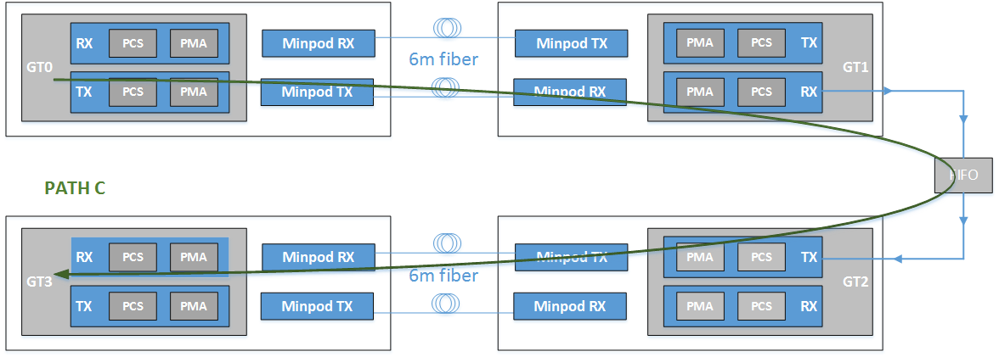 RX PCS PMA Minpod RX Minpod TX PMA PCS TX
GT0 6m fiber GT1
TX PCS PMA Minpod TX Minpod RX PMA PCS RX
PATH C FIFO
RX PCS PMA Minpod RX Minpod TX PMA PCS TX
GT3 6m fiber GT2
TX PCS PMA Minpod TX Minpod RX PMA PCS RX